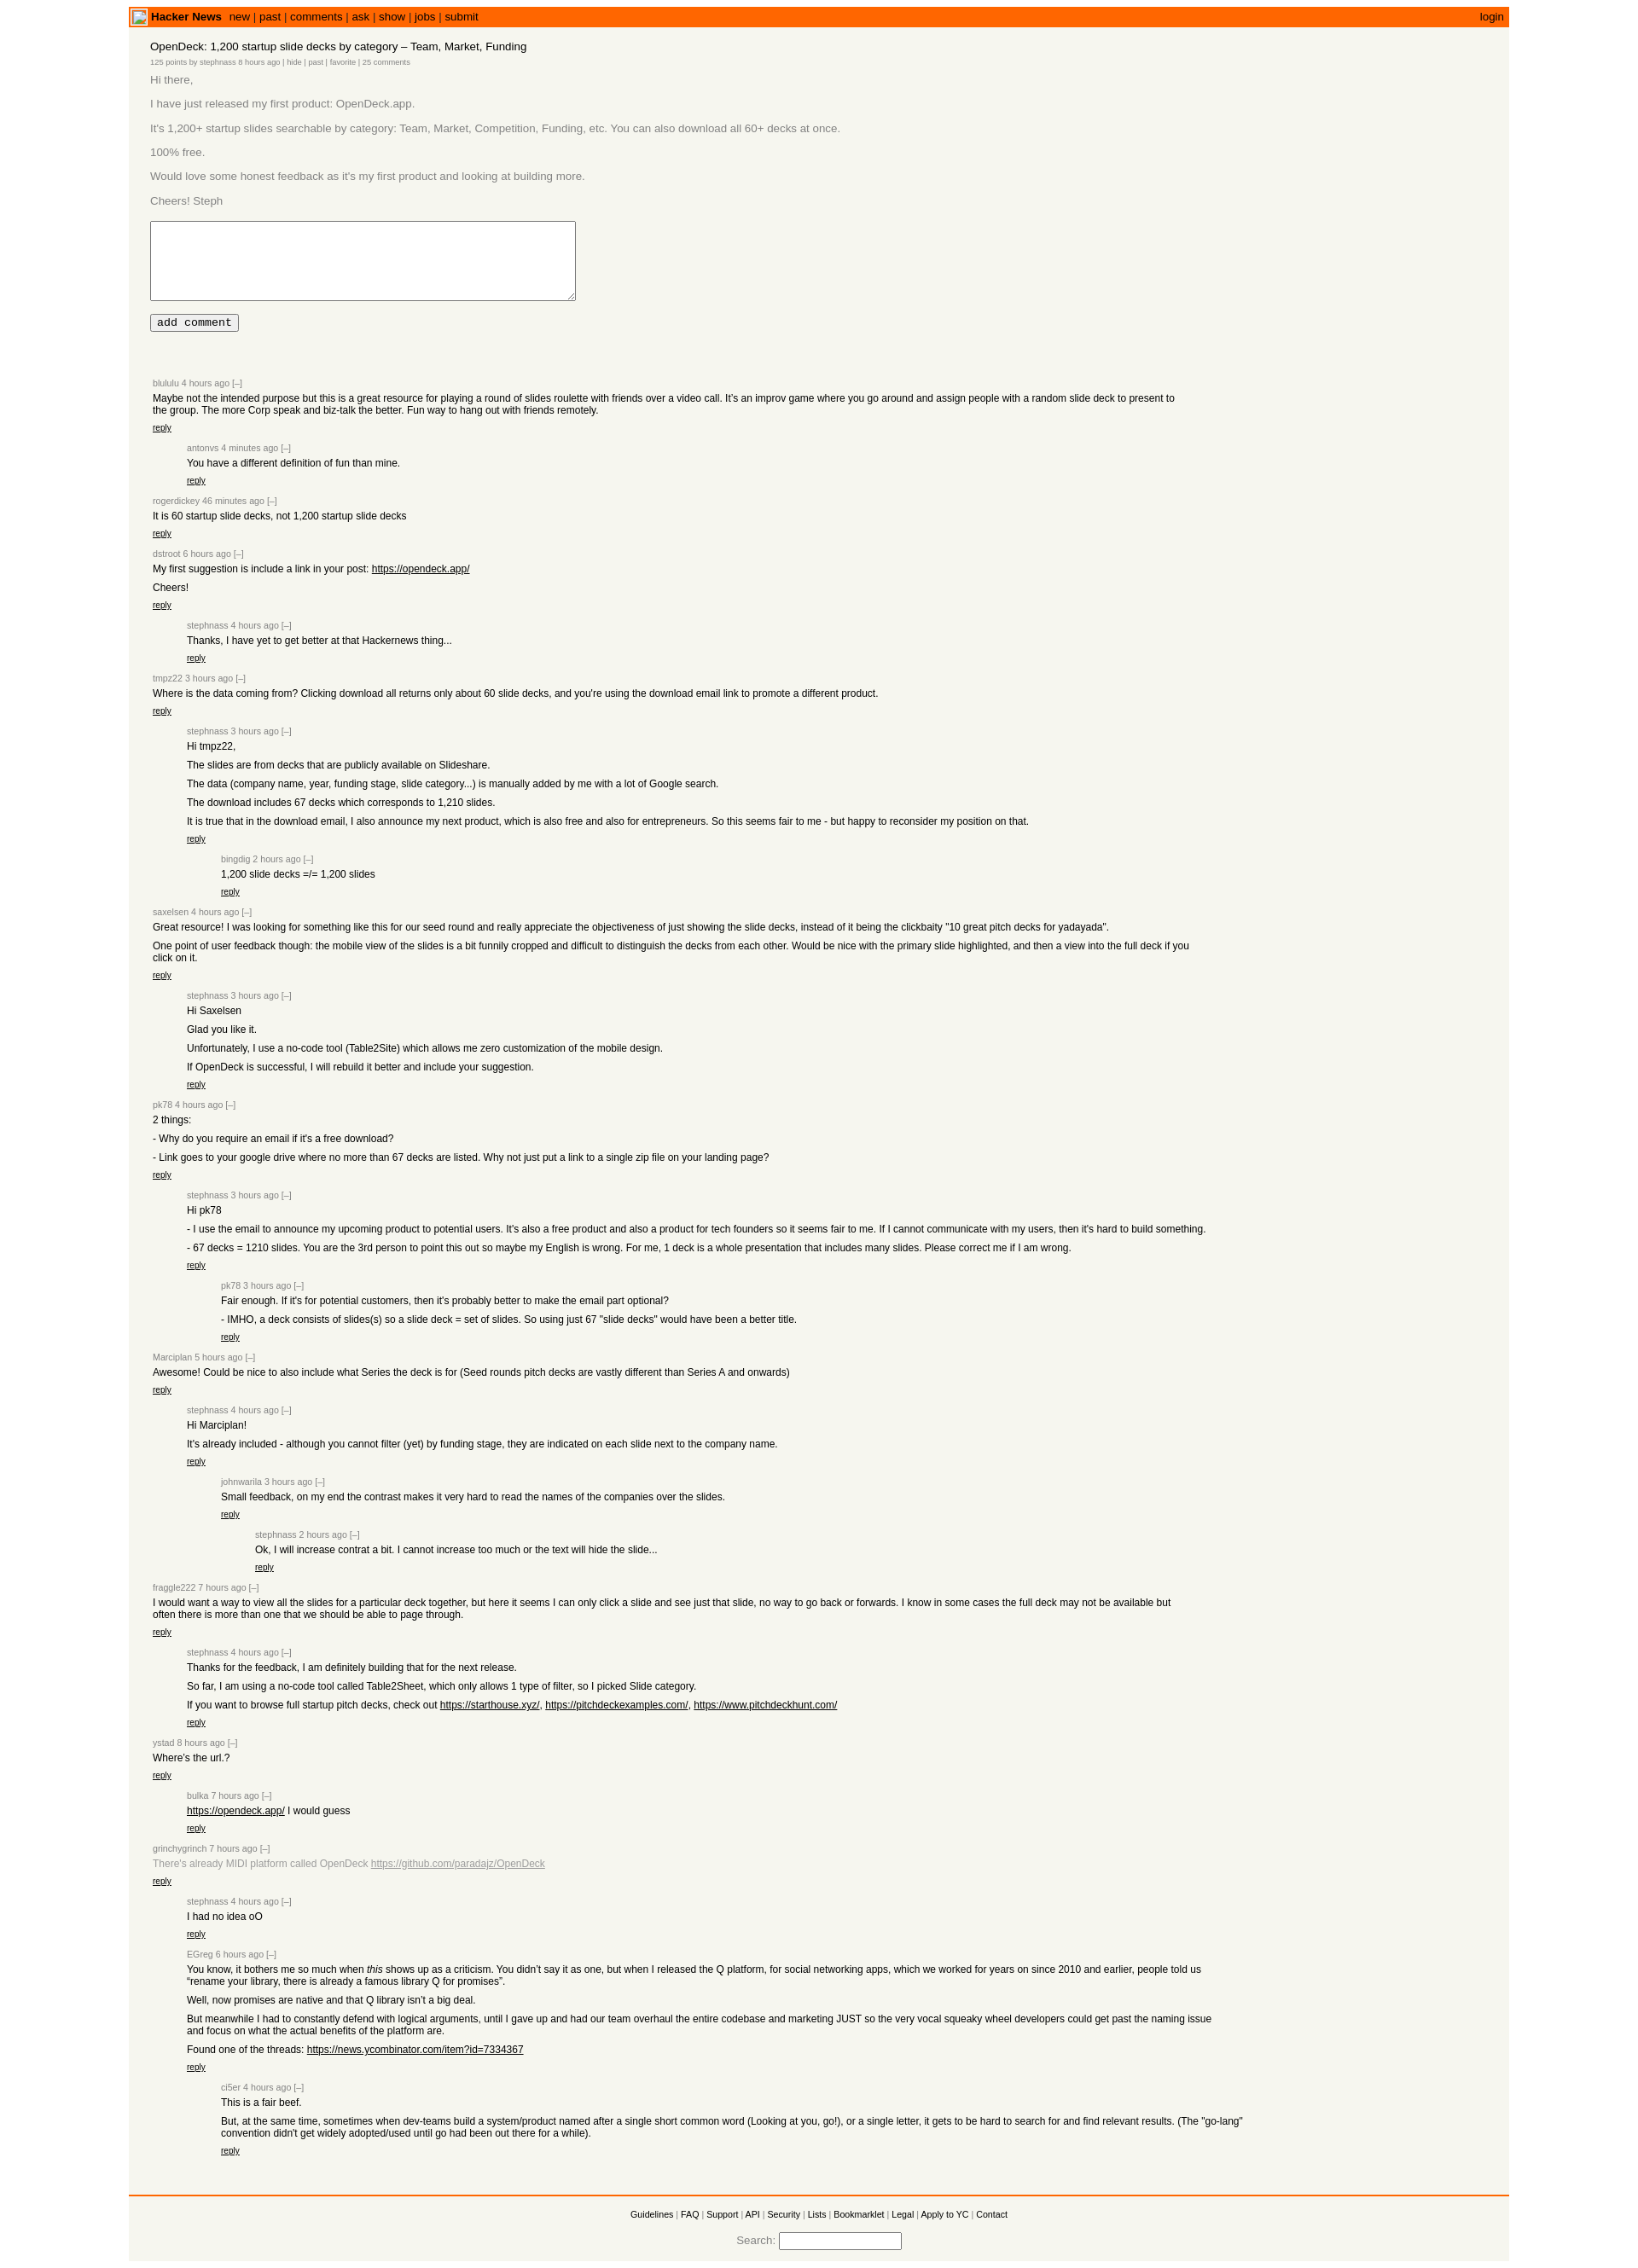 Hacker News new | past | comments | ask | show | jobs | submit login
OpenDeck: 1,200 startup slide decks by category – Team, Market, Funding
125 points by stephnass 8 hours ago | hide | past | favorite | 25 comments
Hi there,
I have just released my first product: OpenDeck.app.
It's 1,200+ startup slides searchable by category: Team, Market, Competition, Funding, etc. You can also download all 60+ decks at once.
100% free.
Would love some honest feedback as it's my first product and looking at building more.
Cheers! Steph
add comment
blululu 4 hours ago [–]
Maybe not the intended purpose but this is a great resource for playing a round of slides roulette with friends over a video call. It's an improv game where you go around and assign people with a random slide deck to present to
the group. The more Corp speak and biz-talk the better. Fun way to hang out with friends remotely.
reply
antonvs 4 minutes ago [–]
You have a different definition of fun than mine.
reply
rogerdickey 46 minutes ago [–]
It is 60 startup slide decks, not 1,200 startup slide decks
reply
dstroot 6 hours ago [–]
My first suggestion is include a link in your post: https://opendeck.app/
Cheers!
reply
stephnass 4 hours ago [–]
Thanks, I have yet to get better at that Hackernews thing...
reply
tmpz22 3 hours ago [–]
Where is the data coming from? Clicking download all returns only about 60 slide decks, and you're using the download email link to promote a different product.
reply
stephnass 3 hours ago [–]
Hi tmpz22,
The slides are from decks that are publicly available on Slideshare.
The data (company name, year, funding stage, slide category...) is manually added by me with a lot of Google search.
The download includes 67 decks which corresponds to 1,210 slides.
It is true that in the download email, I also announce my next product, which is also free and also for entrepreneurs. So this seems fair to me - but happy to reconsider my position on that.
reply
bingdig 2 hours ago [–]
1,200 slide decks =/= 1,200 slides
reply
saxelsen 4 hours ago [–]
Great resource! I was looking for something like this for our seed round and really appreciate the objectiveness of just showing the slide decks, instead of it being the clickbaity "10 great pitch decks for yadayada".
One point of user feedback though: the mobile view of the slides is a bit funnily cropped and difficult to distinguish the decks from each other. Would be nice with the primary slide highlighted, and then a view into the full deck if you
click on it.
reply
stephnass 3 hours ago [–]
Hi Saxelsen
Glad you like it.
Unfortunately, I use a no-code tool (Table2Site) which allows me zero customization of the mobile design.
If OpenDeck is successful, I will rebuild it better and include your suggestion.
reply
pk78 4 hours ago [–]
2 things:
- Why do you require an email if it's a free download?
- Link goes to your google drive where no more than 67 decks are listed. Why not just put a link to a single zip file on your landing page?
reply
stephnass 3 hours ago [–]
Hi pk78
- I use the email to announce my upcoming product to potential users. It's also a free product and also a product for tech founders so it seems fair to me. If I cannot communicate with my users, then it's hard to build something.
- 67 decks = 1210 slides. You are the 3rd person to point this out so maybe my English is wrong. For me, 1 deck is a whole presentation that includes many slides. Please correct me if I am wrong.
reply
pk78 3 hours ago [–]
Fair enough. If it's for potential customers, then it's probably better to make the email part optional?
- IMHO, a deck consists of slides(s) so a slide deck = set of slides. So using just 67 "slide decks" would have been a better title.
reply
Marciplan 5 hours ago [–]
Awesome! Could be nice to also include what Series the deck is for (Seed rounds pitch decks are vastly different than Series A and onwards)
reply
stephnass 4 hours ago [–]
Hi Marciplan!
It's already included - although you cannot filter (yet) by funding stage, they are indicated on each slide next to the company name.
reply
johnwarila 3 hours ago [–]
Small feedback, on my end the contrast makes it very hard to read the names of the companies over the slides.
reply
stephnass 2 hours ago [–]
Ok, I will increase contrat a bit. I cannot increase too much or the text will hide the slide...
reply
fraggle222 7 hours ago [–]
I would want a way to view all the slides for a particular deck together, but here it seems I can only click a slide and see just that slide, no way to go back or forwards. I know in some cases the full deck may not be available but
often there is more than one that we should be able to page through.
reply
stephnass 4 hours ago [–]
Thanks for the feedback, I am definitely building that for the next release.
So far, I am using a no-code tool called Table2Sheet, which only allows 1 type of filter, so I picked Slide category.
If you want to browse full startup pitch decks, check out https://starthouse.xyz/, https://pitchdeckexamples.com/, https://www.pitchdeckhunt.com/
reply
ystad 8 hours ago [–]
Where's the url.?
reply
bulka 7 hours ago [–]
https://opendeck.app/ I would guess
reply
grinchygrinch 7 hours ago [–]
There's already MIDI platform called OpenDeck https://github.com/paradajz/OpenDeck
reply
stephnass 4 hours ago [–]
I had no idea oO
reply
EGreg 6 hours ago [–]
You know, it bothers me so much when this shows up as a criticism. You didn't say it as one, but when I released the Q platform, for social networking apps, which we worked for years on since 2010 and earlier, people told us
“rename your library, there is already a famous library Q for promises”.
Well, now promises are native and that Q library isn't a big deal.
But meanwhile I had to constantly defend with logical arguments, until I gave up and had our team overhaul the entire codebase and marketing JUST so the very vocal squeaky wheel developers could get past the naming issue
and focus on what the actual benefits of the platform are.
Found one of the threads: https://news.ycombinator.com/item?id=7334367
reply
ci5er 4 hours ago [–]
This is a fair beef.
But, at the same time, sometimes when dev-teams build a system/product named after a single short common word (Looking at you, go!), or a single letter, it gets to be hard to search for and find relevant results. (The "go-lang"
convention didn't get widely adopted/used until go had been out there for a while).
reply
Guidelines | FAQ | Support | API | Security | Lists | Bookmarklet | Legal | Apply to YC | Contact
Search: